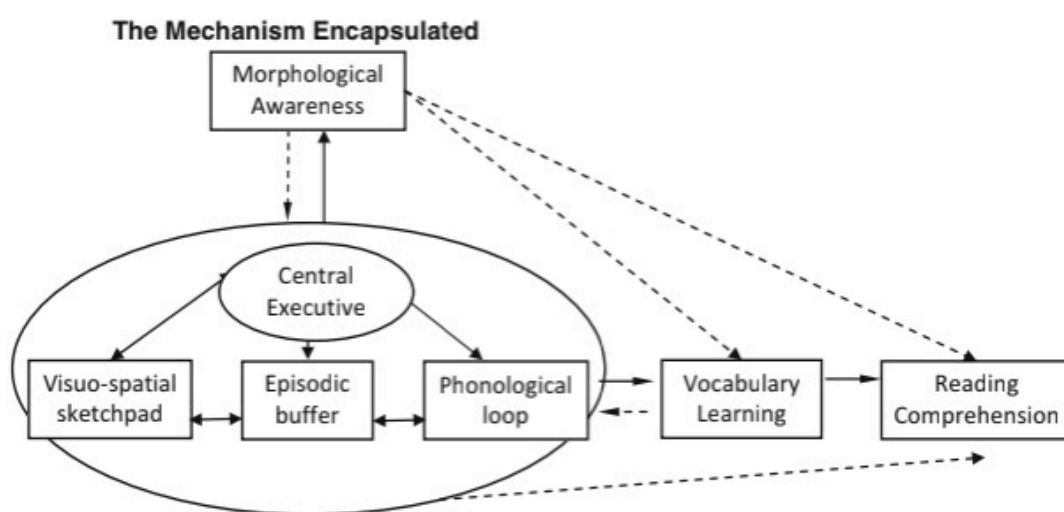 The Mechanism Encapsulated
Morphological
Awareness
Central
Executive
Visuo-spatial
sketchpad
Episodic
buffer
Phonological
loop
Vocabulary
Learning
Reading
Comprehension